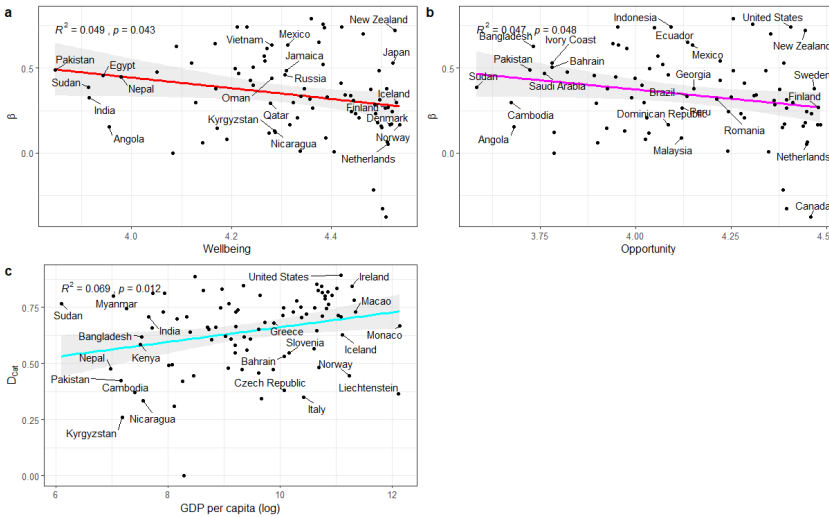 a
R² = 0.049 , p = 0.043
New Zealand
Vietnam
Mexico
Jamaica
Japan
Pakistan
Egypt
Russia
Sudan
Nepal
Iceland
India
Oman
Finland
Qatar
Kyrgyzstan
Denmark
Angola
Nicaragua
Norway
Netherlands
β
0.5
0.0
4.0
4.2
4.4
Wellbeing
b
R² = 0.047 , p = 0.048
Indonesia
United States
Bangladesh
Ecuador
New Zealand
Ivory Coast
Mexico
Pakistan
Bahrain
Sudan
Saudi Arabia
Georgia
Sweden
Brazil
Finland
Cambodia
Dominican Republic
Peru
Angola
Romania
Malaysia
Netherlands
Canada
β
0.5
0.0
3.75
4.00
4.25
4.50
Opportunity
c
R² = 0.069 , p = 0.012
United States
Ireland
Myanmar
Macao
Sudan
India
Bangladesh
Greece
Monaco
Slovenia
Iceland
Kenya
Nepal
Bahrain
Norway
Pakistan
Cambodia
Czech Republic
Liechtenstein
Nicaragua
Italy
Kyrgyzstan
D_cat
0.75
0.50
0.25
0.00
6
8
10
12
GDP per capita (log)